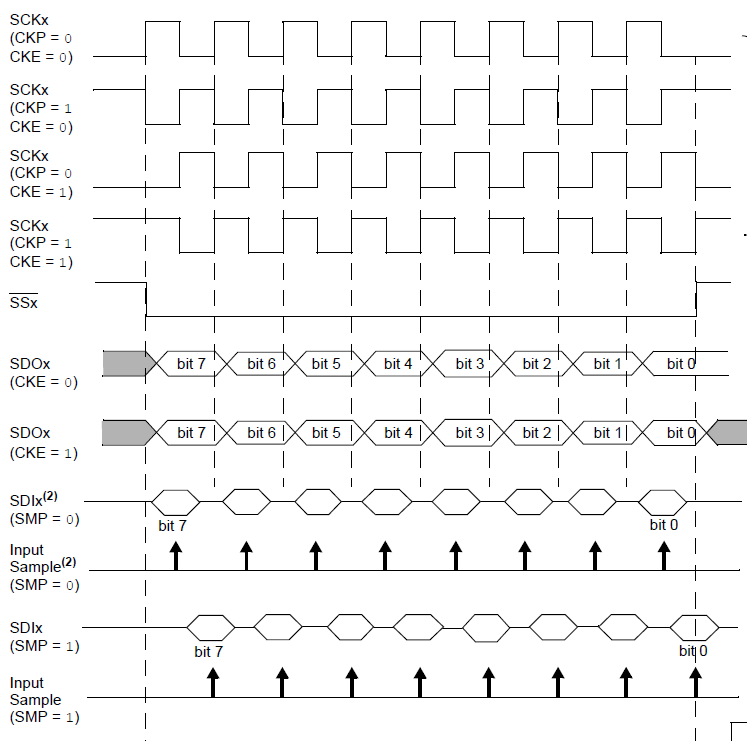 SCKx
(CKP = 0
CKE = 0)
SCKx
(CKP = 1
CKE = 0)
SCKx
(CKP = 0
CKE = 1)
SCKx
(CKP = 1
CKE = 1)
SSx
SDOx
(CKE = 0)
bit 7 bit 6 bit 5 bit 4 bit 3 bit 2 bit 1 bit 0
SDOx
(CKE = 1)
bit 7 bit 6 bit 5 bit 4 bit 3 bit 2 bit 1 bit 0
SDIx(2)
(SMP = 0)
bit 7 bit 0
Input
Sample(2)
(SMP = 0)
SDIx
(SMP = 1)
bit 7 bit 0
Input
Sample
(SMP = 1)